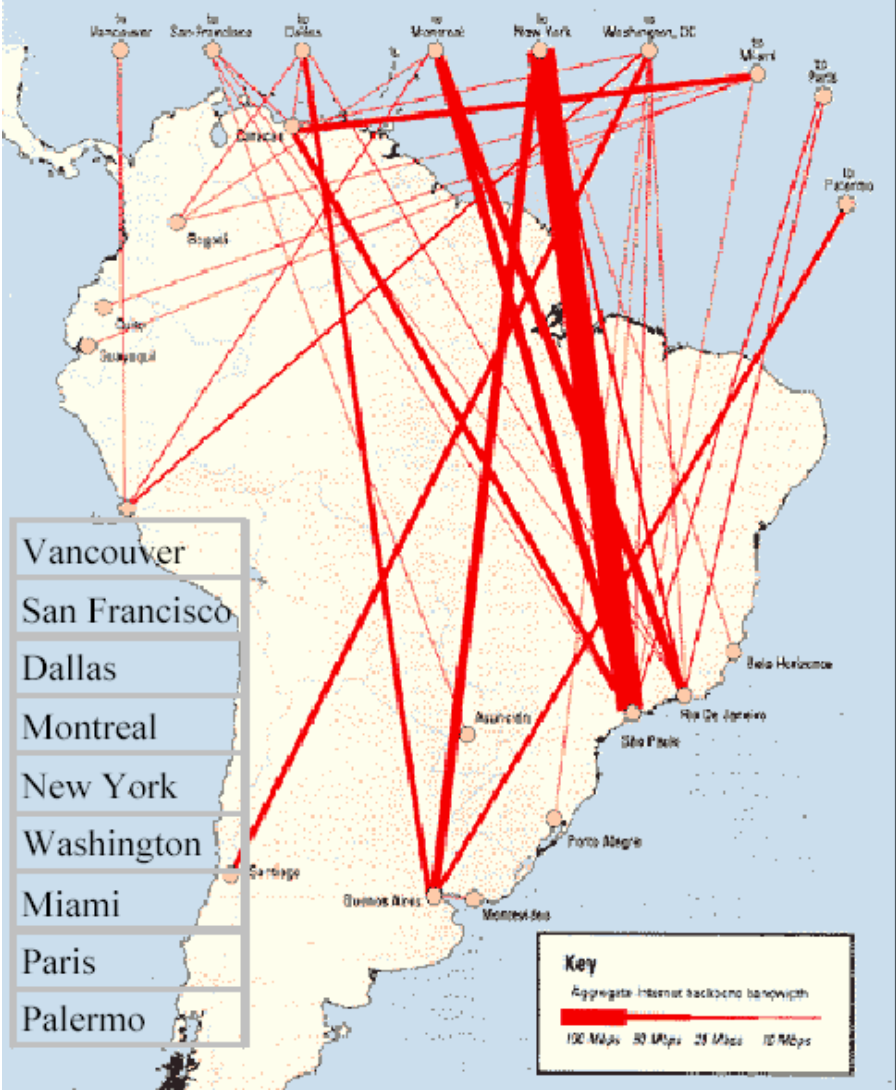 to
Vancouver
to
San Francisco
to
Dallas
to
Montreal
to
New York
to
Washington, DC
to
Miami
to
Paris
to
Palermo
Caracas
Bogotá
Quito
Guayaquil
Vancouver
San Francisco
Dallas
Montreal
New York
Washington
Miami
Paris
Palermo
Belo Horizonte
Rio De Janeiro
São Paulo
Asunción
Porto Alegre
Santiago
Buenos Aires
Montevideo
Key
Aggregate Internet backbone bandwidth
100 Mbps 50 Mbps 25 Mbps 10 Mbps